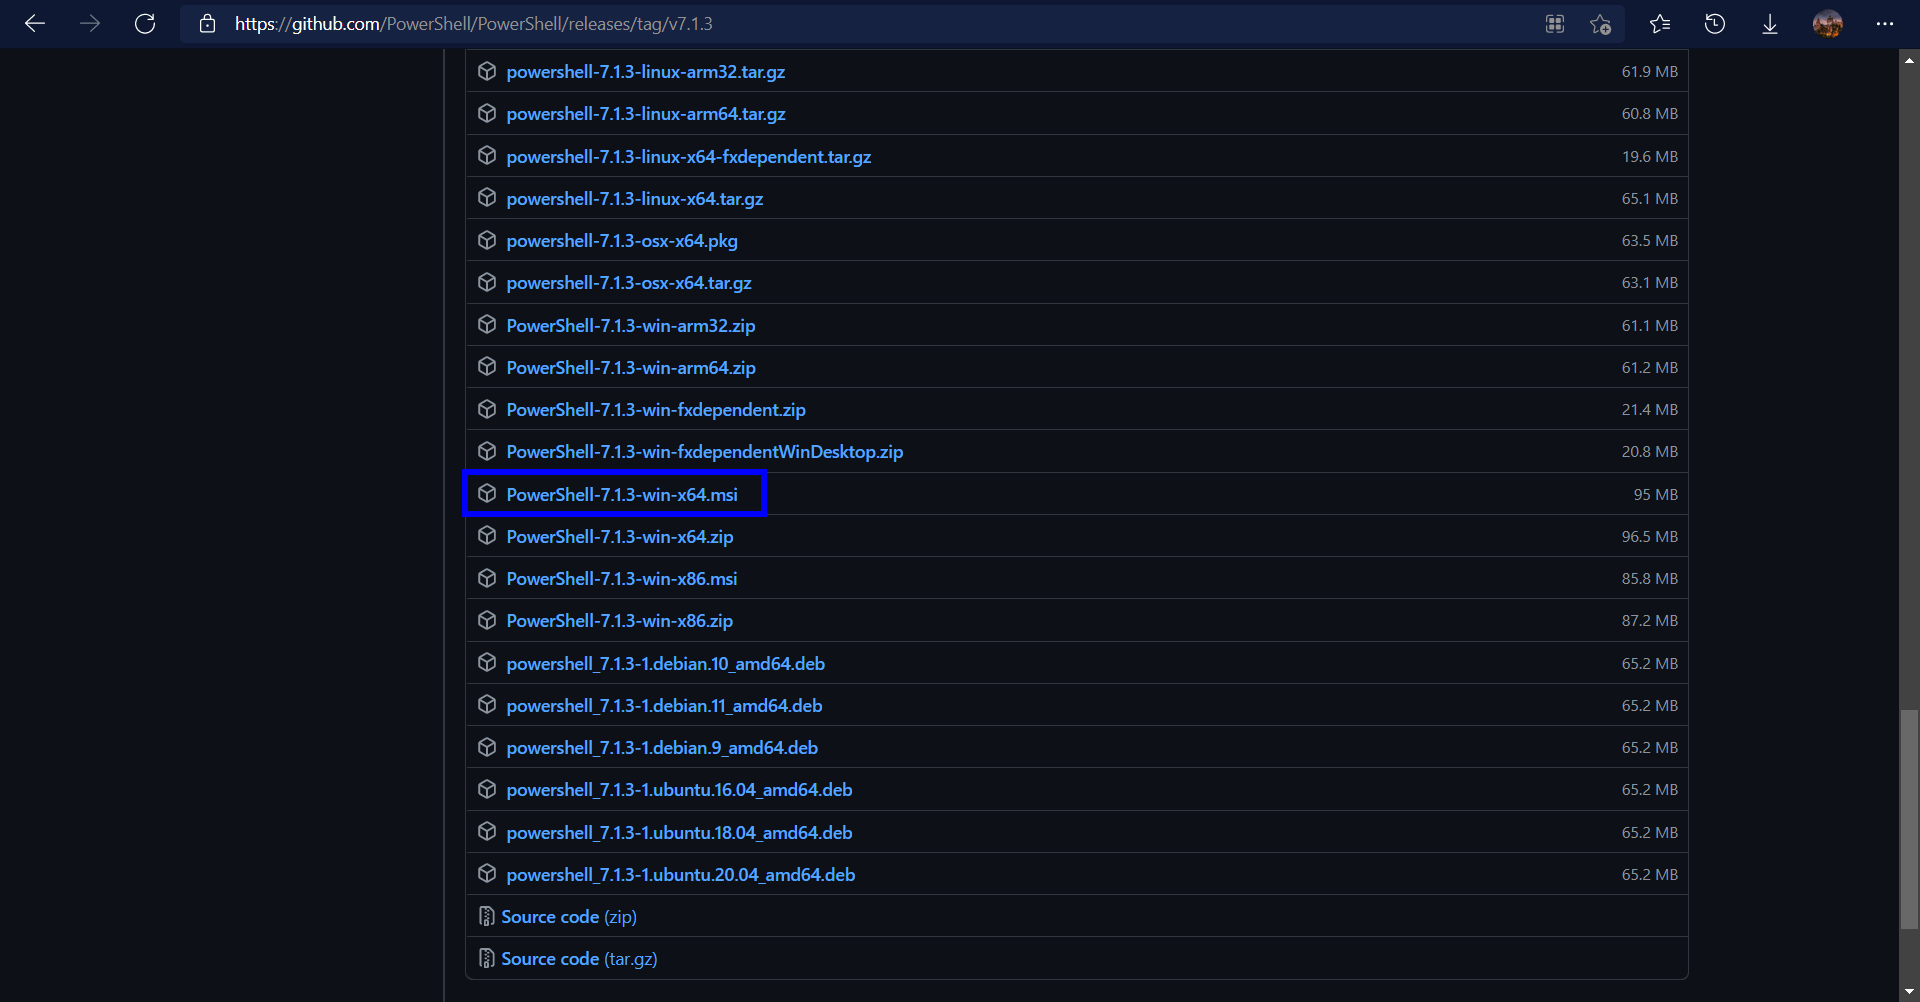 https://github.com/PowerShell/PowerShell/releases/tag/v7.1.3
powershell-7.1.3-linux-arm32.tar.gz 61.9 MB
powershell-7.1.3-linux-arm64.tar.gz 60.8 MB
powershell-7.1.3-linux-x64-fxdependent.tar.gz 19.6 MB
powershell-7.1.3-linux-x64.tar.gz 65.1 MB
powershell-7.1.3-osx-x64.pkg 63.5 MB
powershell-7.1.3-osx-x64.tar.gz 63.1 MB
PowerShell-7.1.3-win-arm32.zip 61.1 MB
PowerShell-7.1.3-win-arm64.zip 61.2 MB
PowerShell-7.1.3-win-fxdependent.zip 21.4 MB
PowerShell-7.1.3-win-fxdependentWinDesktop.zip 20.8 MB
PowerShell-7.1.3-win-x64.msi 95 MB
PowerShell-7.1.3-win-x64.zip 96.5 MB
PowerShell-7.1.3-win-x86.msi 85.8 MB
PowerShell-7.1.3-win-x86.zip 87.2 MB
powershell_7.1.3-1.debian.10_amd64.deb 65.2 MB
powershell_7.1.3-1.debian.11_amd64.deb 65.2 MB
powershell_7.1.3-1.debian.9_amd64.deb 65.2 MB
powershell_7.1.3-1.ubuntu.16.04_amd64.deb 65.2 MB
powershell_7.1.3-1.ubuntu.18.04_amd64.deb 65.2 MB
powershell_7.1.3-1.ubuntu.20.04_amd64.deb 65.2 MB
Source code (zip)
Source code (tar.gz)